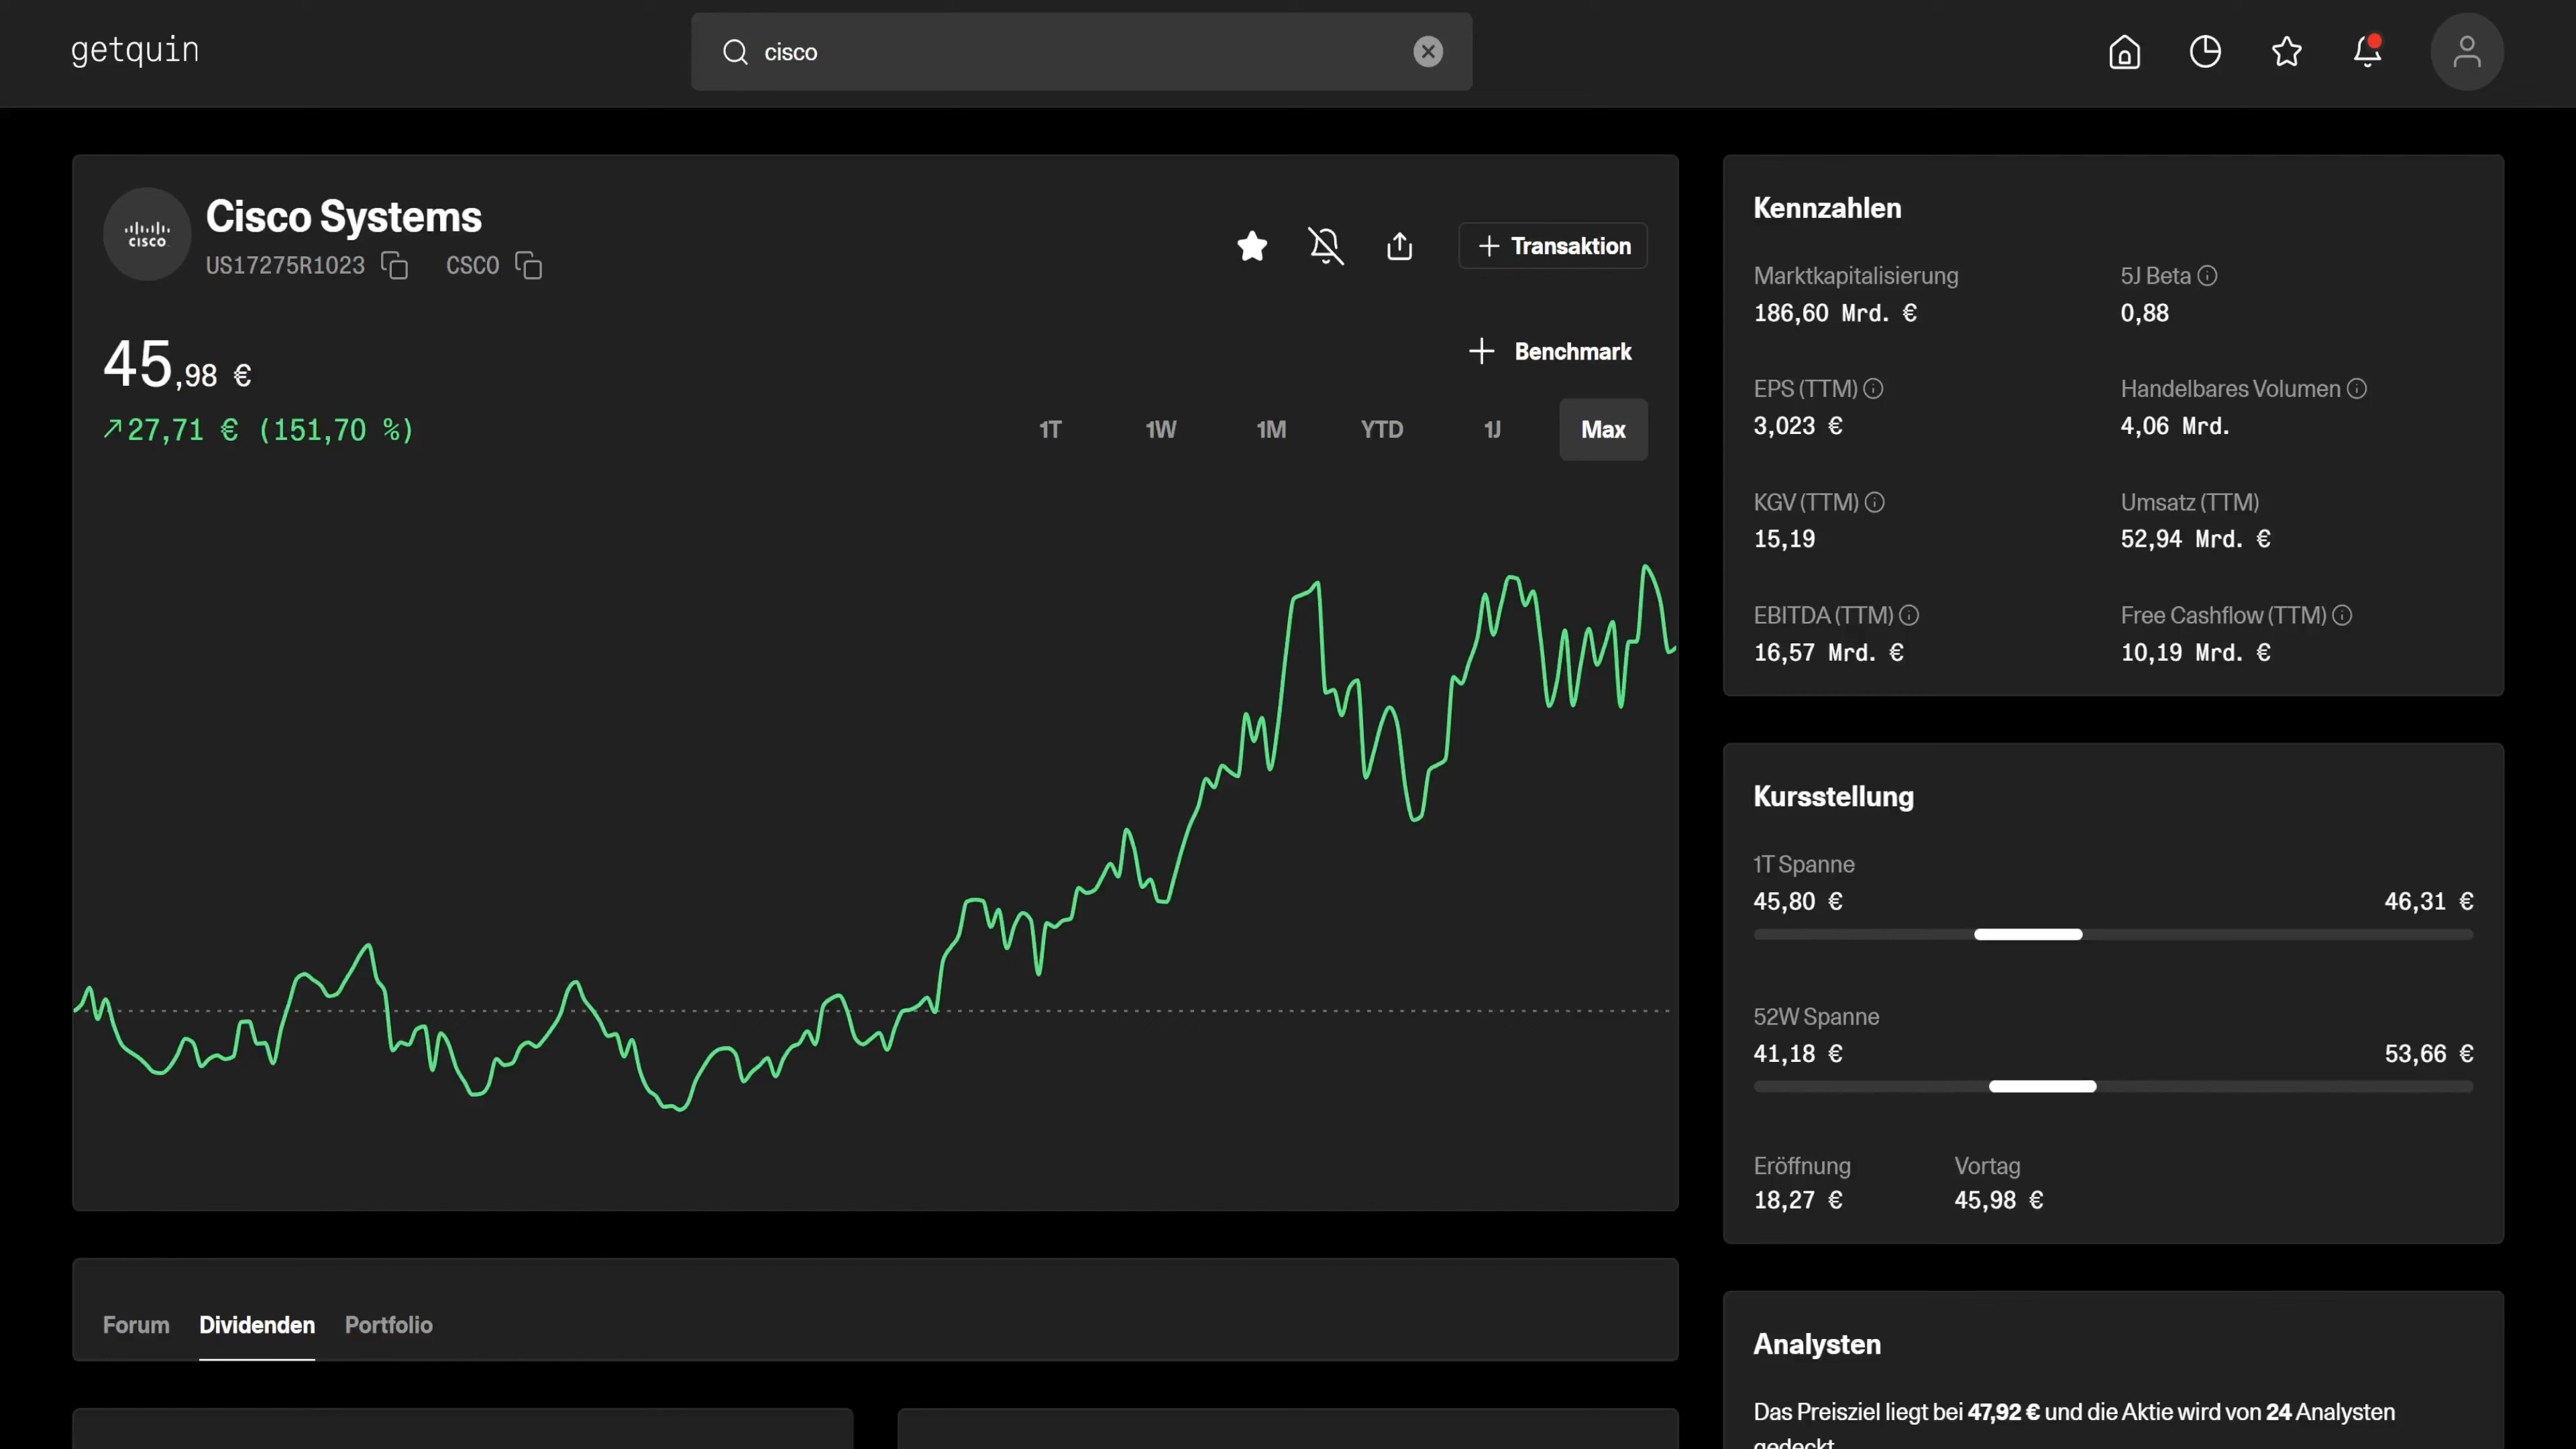 getquin
cisco
Cisco Systems
CISCO
US17275R1023 CSCO
Transaktion
45,98 €
Benchmark
27,71 € (151,70 %)
1T 1W 1M YTD 1J Max
Forum Dividenden Portfolio
Kennzahlen
Marktkapitalisierung 5J Beta
186,60 Mrd. € 0,88
EPS (TTM) Handelbares Volumen
3,023 € 4,06 Mrd.
KGV (TTM) Umsatz (TTM)
15,19 52,94 Mrd. €
EBITDA (TTM) Free Cashflow (TTM)
16,57 Mrd. € 10,19 Mrd. €
Kursstellung
1T Spanne
45,80 € 46,31 €
52W Spanne
41,18 € 53,66 €
Eröffnung Vortag
18,27 € 45,98 €
Analysten
Das Preisziel liegt bei 47,92 € und die Aktie wird von 24 Analysten
gedeckt